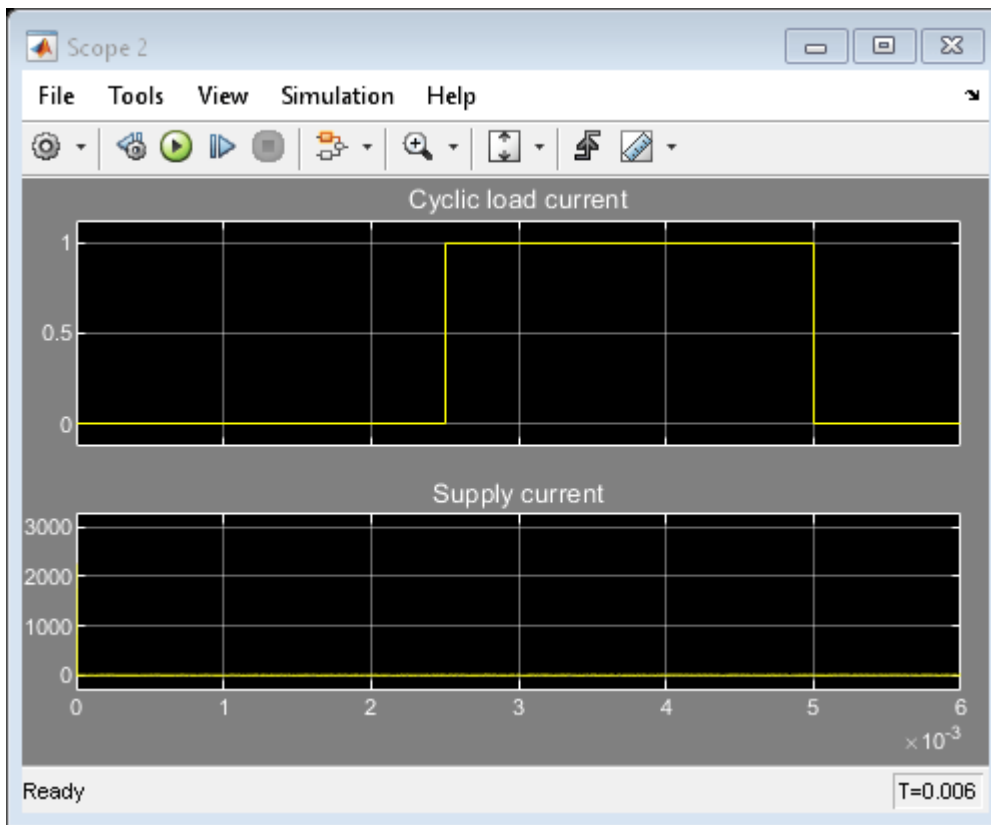 Scope 2
File Tools View Simulation Help
Cyclic load current
1
0.5
0
Supply current
3000
2000
1000
0
0 1 2 3 4 5 6
×10^-3
Ready T=0.006